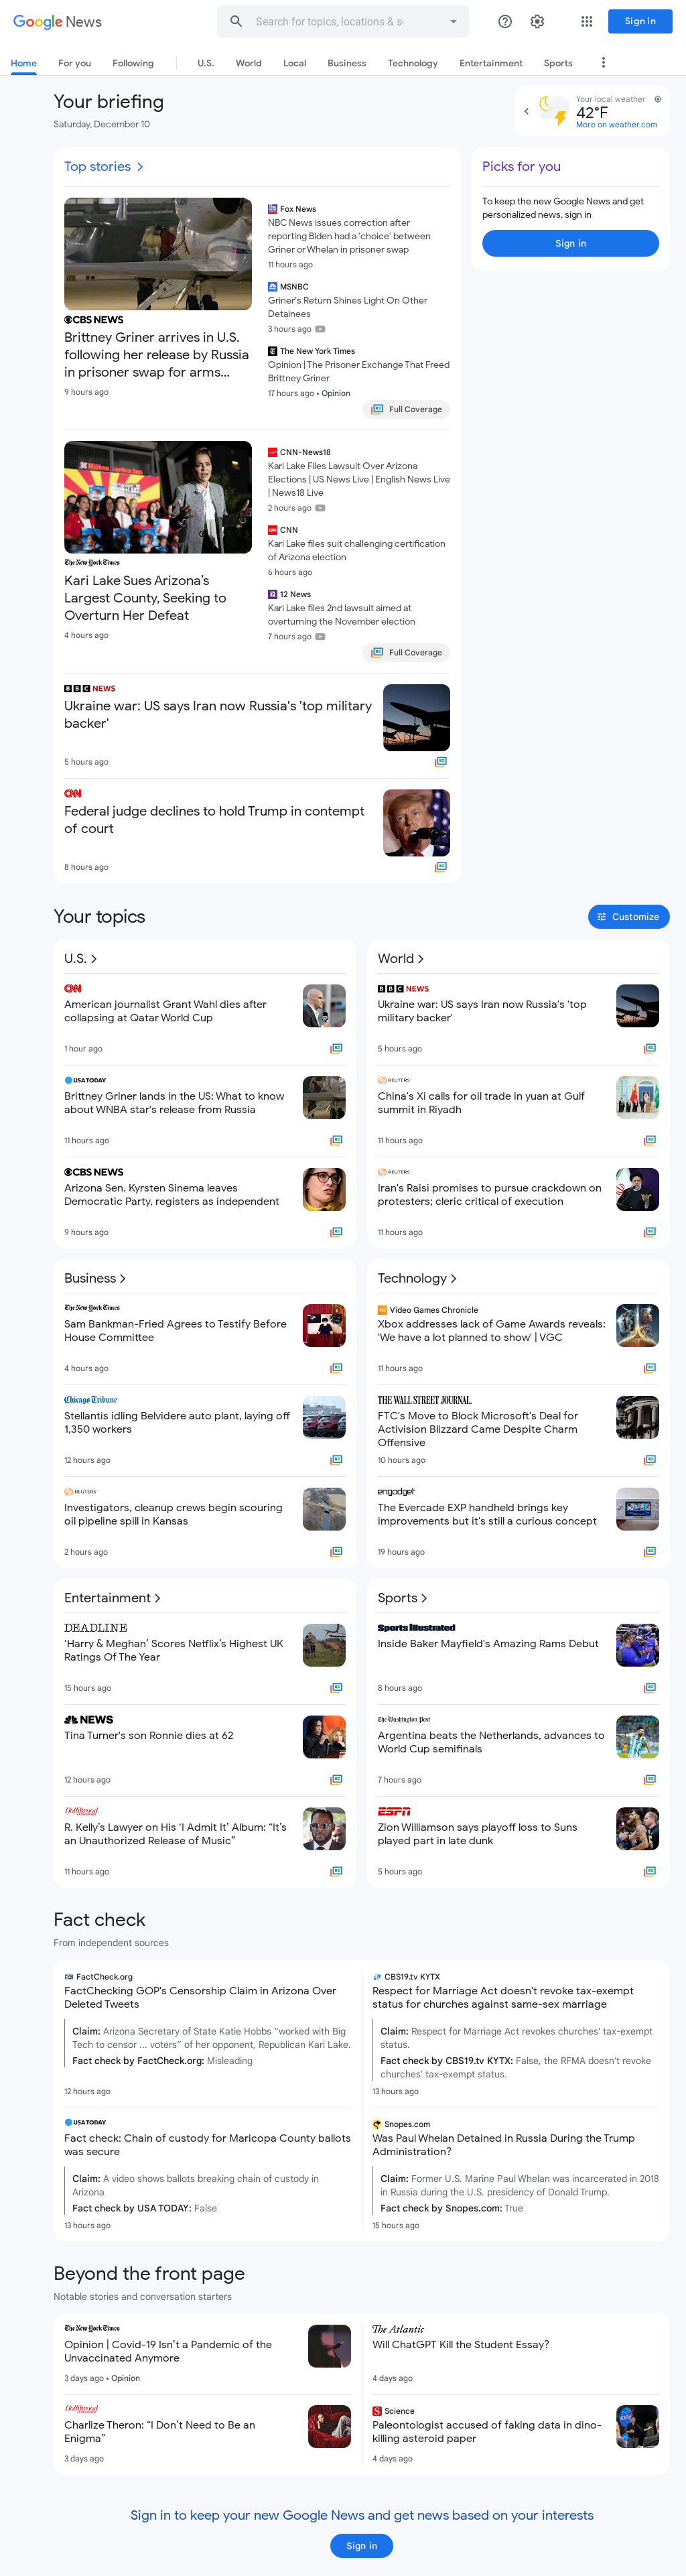 Google News
Search for topics, locations & s
Sign in
Home
For you
Following
U.S.
World
Local
Business
Technology
Entertainment
Sports
Your briefing
Saturday, December 10
Your local weather
42°F
More on weather.com
Top stories
CBS NEWS
Brittney Griner arrives in U.S.
following her release by Russia
in prisoner swap for arms...
9 hours ago
Fox News
NBC News issues correction after
reporting Biden had a 'choice' between
Griner or Whelan in prisoner swap
11 hours ago
MSNBC
Griner's Return Shines Light On Other
Detainees
3 hours ago
The New York Times
Opinion | The Prisoner Exchange That Freed
Brittney Griner
17 hours ago • Opinion
Full Coverage
Picks for you
To keep the new Google News and get
personalized news, sign in
Sign in
The New York Times
Kari Lake Sues Arizona’s
Largest County, Seeking to
Overturn Her Defeat
4 hours ago
CNN-News18
Kari Lake Files Lawsuit Over Arizona
Elections | US News Live | English News Live
| News18 Live
2 hours ago
CNN
Kari Lake files suit challenging certification
of Arizona election
6 hours ago
12 News
Kari Lake files 2nd lawsuit aimed at
overturning the November election
7 hours ago
Full Coverage
BBC NEWS
Ukraine war: US says Iran now Russia's 'top military
backer'
5 hours ago
CNN
Federal judge declines to hold Trump in contempt
of court
8 hours ago
Your topics
Customize
U.S.
CNN
American journalist Grant Wahl dies after
collapsing at Qatar World Cup
1 hour ago
USA TODAY
Brittney Griner lands in the US: What to know
about WNBA star's release from Russia
11 hours ago
CBS NEWS
Arizona Sen. Kyrsten Sinema leaves
Democratic Party, registers as independent
9 hours ago
World
BBC NEWS
Ukraine war: US says Iran now Russia's 'top
military backer'
5 hours ago
REUTERS
China's Xi calls for oil trade in yuan at Gulf
summit in Riyadh
11 hours ago
REUTERS
Iran's Raisi promises to pursue crackdown on
protesters; cleric critical of execution
11 hours ago
Business
The New York Times
Sam Bankman-Fried Agrees to Testify Before
House Committee
4 hours ago
Chicago Tribune
Stellantis idling Belvidere auto plant, laying off
1,350 workers
12 hours ago
REUTERS
Investigators, cleanup crews begin scouring
oil pipeline spill in Kansas
2 hours ago
Technology
Video Games Chronicle
Xbox addresses lack of Game Awards reveals:
'We have a lot planned to show' | VGC
11 hours ago
THE WALL STREET JOURNAL.
FTC's Move to Block Microsoft's Deal for
Activision Blizzard Came Despite Charm
Offensive
10 hours ago
engadget
The Evercade EXP handheld brings key
improvements but it's still a curious concept
19 hours ago
Entertainment
DEADLINE
‘Harry & Meghan’ Scores Netflix’s Highest UK
Ratings Of The Year
15 hours ago
NEWS
Tina Turner's son Ronnie dies at 62
12 hours ago
Hollywood
R. Kelly’s Lawyer on His ‘I Admit It’ Album: “It’s
an Unauthorized Release of Music”
11 hours ago
Sports
Sports Illustrated
Inside Baker Mayfield's Amazing Rams Debut
8 hours ago
The Washington Post
Argentina beats the Netherlands, advances to
World Cup semifinals
7 hours ago
ESPN
Zion Williamson says playoff loss to Suns
played part in late dunk
5 hours ago
Fact check
From independent sources
FactCheck.org
FactChecking GOP's Censorship Claim in Arizona Over
Deleted Tweets
Claim: Arizona Secretary of State Katie Hobbs “worked with Big
Tech to censor ... voters” of her opponent, Republican Kari Lake.
Fact check by FactCheck.org: Misleading
12 hours ago
USA TODAY
Fact check: Chain of custody for Maricopa County ballots
was secure
Claim: A video shows ballots breaking chain of custody in
Arizona
Fact check by USA TODAY: False
13 hours ago
CBS19.tv KYTX
Respect for Marriage Act doesn't revoke tax-exempt
status for churches against same-sex marriage
Claim: Respect for Marriage Act revokes churches' tax-exempt
status.
Fact check by CBS19.tv KYTX: False, the RFMA doesn't revoke
churches' tax-exempt status.
13 hours ago
Snopes.com
Was Paul Whelan Detained in Russia During the Trump
Administration?
Claim: Former U.S. Marine Paul Whelan was incarcerated in 2018
in Russia during the U.S. presidency of Donald Trump.
Fact check by Snopes.com: True
15 hours ago
Beyond the front page
Notable stories and conversation starters
The New York Times
Opinion | Covid-19 Isn’t a Pandemic of the
Unvaccinated Anymore
3 days ago • Opinion
Hollywood
Charlize Theron: “I Don’t Need to Be an
Enigma”
3 days ago
The Atlantic
Will ChatGPT Kill the Student Essay?
4 days ago
Science
Paleontologist accused of faking data in dino-
killing asteroid paper
4 days ago
Sign in to keep your new Google News and get news based on your interests
Sign in